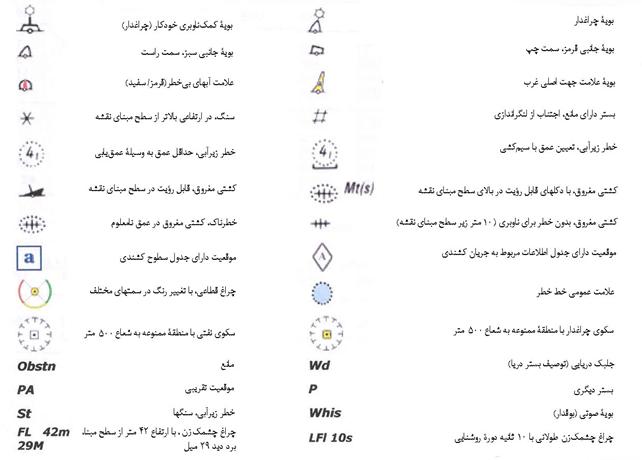 بویهٔ چراغدار
بویهٔ جانبی قرمز، سمت چپ
بویهٔ علامت جهت اصلی غرب
بستر دارای مانع، اجتناب از لنگراندازی
خطر زیرآبی، تعیین عمق با سیم‌کشی
4₁
کشتی مغروق، با دکلهای قابل رؤیت در بالای سطح مبنای نقشه
Mt(s)
کشتی مغروق، بدون خطر برای ناوبری (۱۰ متر زیر سطح مبنای نقشه)
موقعیت دارای جدول اطلاعات مربوط به جریان کشندی
A
علامت عمومی خط خطر
سکوی چراغدار با منطقهٔ ممنوعه به شعاع ۵۰۰ متر
جلبک دریایی (توصیف بستر دریا)
Wd
بستر دیگری
P
بویهٔ صوتی (بوقدار)
Whis
چراغ چشمک‌زن طولانی با ۱۰ ثانیه دورهٔ روشنایی
LFl 10s
بویهٔ کمک‌ناوبری خودکار (چراغدار)
بویهٔ جانبی سبز، سمت راست
علامت آبهای بی‌خطر (قرمز/سفید)
سنگ، در ارتفاعی بالاتر از سطح مبنای نقشه
خطر زیرآبی، حداقل عمق به وسیلهٔ عمق‌یابی
4₁
کشتی مغروق، قابل رؤیت در سطح مبنای نقشه
خطرناک، کشتی مغروق در عمق نامعلوم
موقعیت دارای جدول سطوح کشندی
a
چراغ قطاعی، با تغییر رنگ در سمتهای مختلف
سکوی نفتی با منطقهٔ ممنوعه به شعاع ۵۰۰ متر
مانع
Obstn
موقعیت تقریبی
PA
خطر زیرآبی، سنگها
St
چراغ چشمک‌زن، با ارتفاع ۴۲ متر از سطح مبنا،
برد دید ۲۹ میل
FL 42m
29M